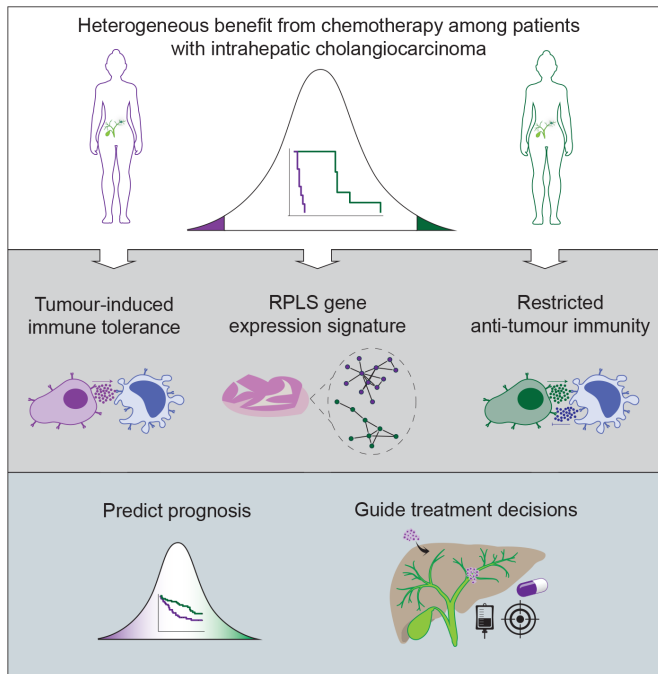 Heterogeneous benefit from chemotherapy among patients
with intrahepatic cholangiocarcinoma
Tumour-induced
immune tolerance
RPLS gene
expression signature
Restricted
anti-tumour immunity
Predict prognosis
Guide treatment decisions